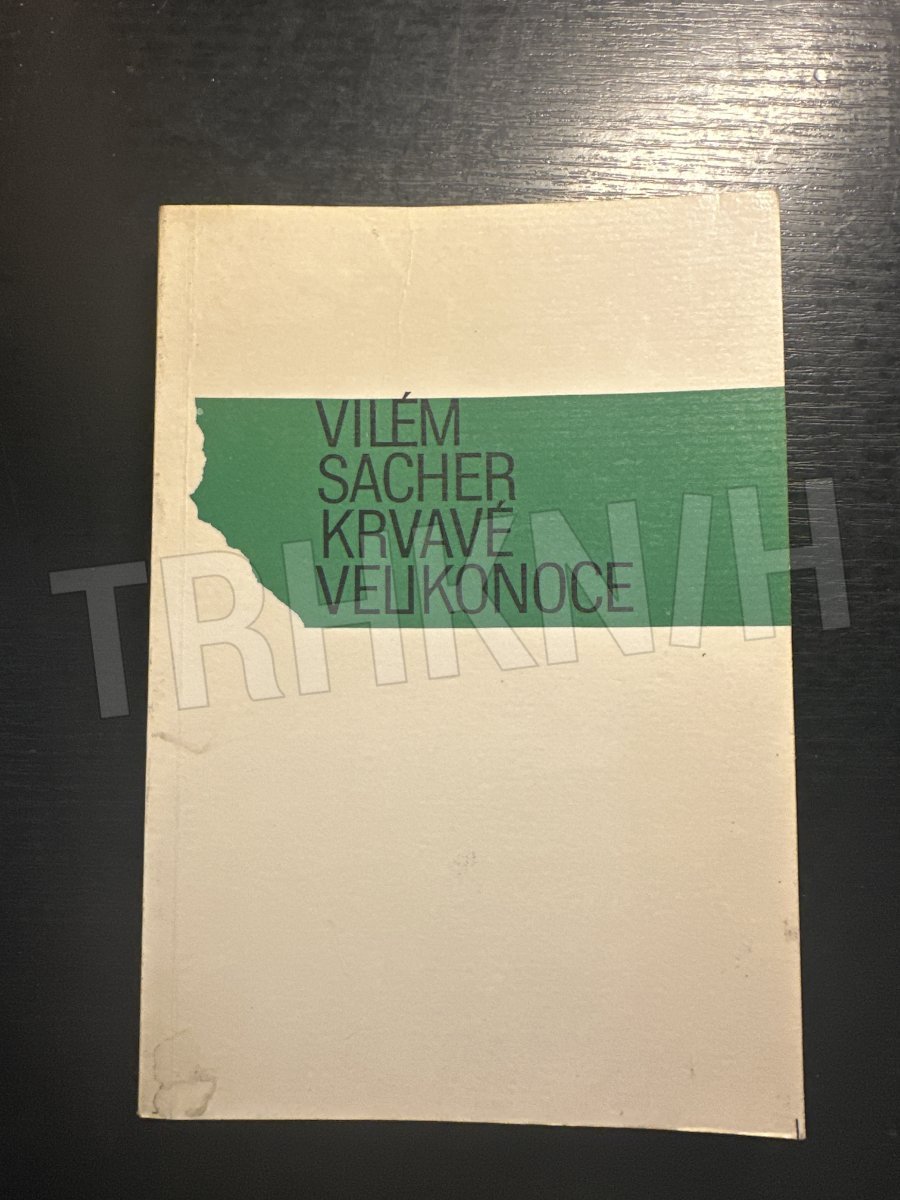 VILÉM
SACHER
KRVAVÉ
VELIKONOCE
TRHKNIH